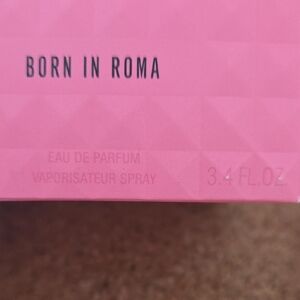 BORN IN ROMA
EAU DE PARFUM
VAPORISATEUR SPRAY
3.4 FL.OZ.